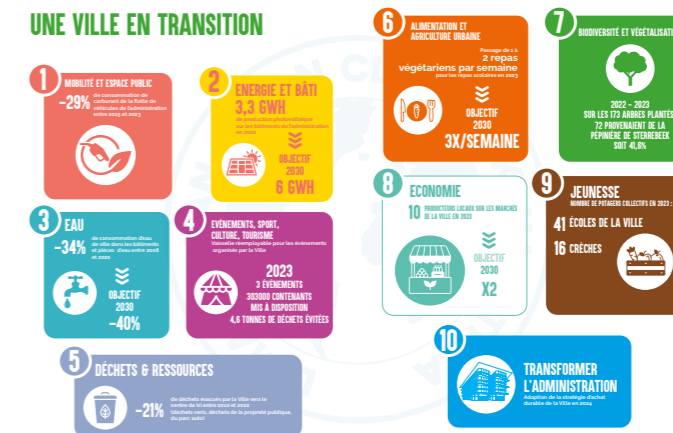 UNE VILLE EN TRANSITION
1
MOBILITÉ ET ESPACE PUBLIC
-29%
de consommation de
carburant de la flotte de
véhicules de l'administration
entre 2015 et 2023
2
ENERGIE ET BÂTI
3,3 GWH
de production photovoltaïque
sur les bâtiments de l'administration
en 2022
OBJECTIF
2030
6 GWH
3
EAU
-34%
de consommation d'eau
de ville dans les bâtiments
et pièces d'eau entre 2008
et 2022
OBJECTIF
2030
-40%
4
EVÈNEMENTS, SPORT,
CULTURE, TOURISME
Vaisselle réemployable pour les évènements
organisés par la Ville
2023
3 ÉVÈNEMENTS
303000 CONTENANTS
MIS À DISPOSITION
4,6 TONNES DE DÉCHETS ÉVITÉES
5
DÉCHETS & RESSOURCES
-21%
de déchets évacués par la Ville vers le
centre de tri entre 2010 et 2022
(déchets verts, déchets de la propreté publique,
du parc auto)
6
ALIMENTATION ET
AGRICULTURE URBAINE
Passage de 1 à
2 repas
végétariens par semaine
pour les repas scolaires en 2023
OBJECTIF
2030
3X/SEMAINE
7
BIODIVERSITÉ ET VÉGÉTALISATI
2022 - 2023
SUR LES 173 ARBRES PLANTÉS
72 PROVENAIENT DE LA
PÉPINIÈRE DE STERREBEEK
SOIT 41,6%
8
ECONOMIE
10 PRODUCTEURS LOCAUX SUR LES MARCHÉS
DE LA VILLE EN 2023
OBJECTIF
2030
X2
9
JEUNESSE
NOMBRE DE POTAGERS COLLECTIFS EN 2023 :
41 ÉCOLES DE LA VILLE
16 CRÈCHES
10
TRANSFORMER
L'ADMINISTRATION
Adoption de la stratégie d'achat
durable de la Ville en 2024